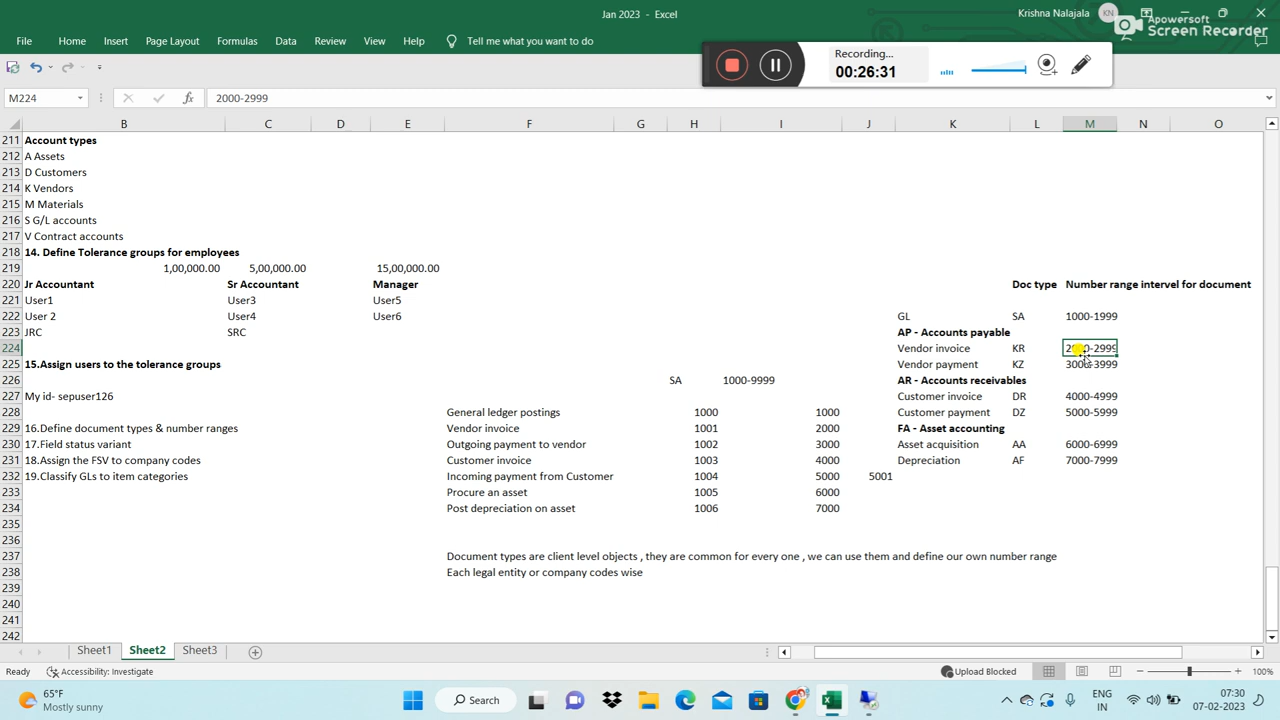 Jan 2023 - Excel
Krishna Nalajala KN
Apowersoft
Screen Recorder
File Home Insert Page Layout Formulas Data Review View Help Tell me what you want to do
Recording...
00:26:31
M224 fx 2000-2999
B C D E F G H I J K L M N O
211 Account types
212 A Assets
213 D Customers
214 K Vendors
215 M Materials
216 S G/L accounts
217 V Contract accounts
218 14. Define Tolerance groups for employees
219 1,00,000.00 5,00,000.00 15,00,000.00
220 Jr Accountant Sr Accountant Manager Doc type Number range intervel for document
221 User1 User3 User5
222 User 2 User4 User6 GL SA 1000-1999
223 JRC SRC AP - Accounts payable
224 Vendor invoice KR 2000-2999
225 15.Assign users to the tolerance groups Vendor payment KZ 3000-3999
226 SA 1000-9999 AR - Accounts receivables
227 My id- sepuser126 Customer invoice DR 4000-4999
228 General ledger postings 1000 1000 Customer payment DZ 5000-5999
229 16.Define document types & number ranges Vendor invoice 1001 2000 FA - Asset accounting
230 17.Field status variant Outgoing payment to vendor 1002 3000 Asset acquisition AA 6000-6999
231 18.Assign the FSV to company codes Customer invoice 1003 4000 Depreciation AF 7000-7999
232 19.Classify GLs to item categories Incoming payment from Customer 1004 5000 5001
233 Procure an asset 1005 6000
234 Post depreciation on asset 1006 7000
235
236
237 Document types are client level objects , they are common for every one , we can use them and define our own number range
238 Each legal entity or company codes wise
239
240
241
242
Sheet1 Sheet2 Sheet3
Ready Accessibility: Investigate Upload Blocked 100%
65°F
Mostly sunny
Search
ENG
IN
07:30
07-02-2023